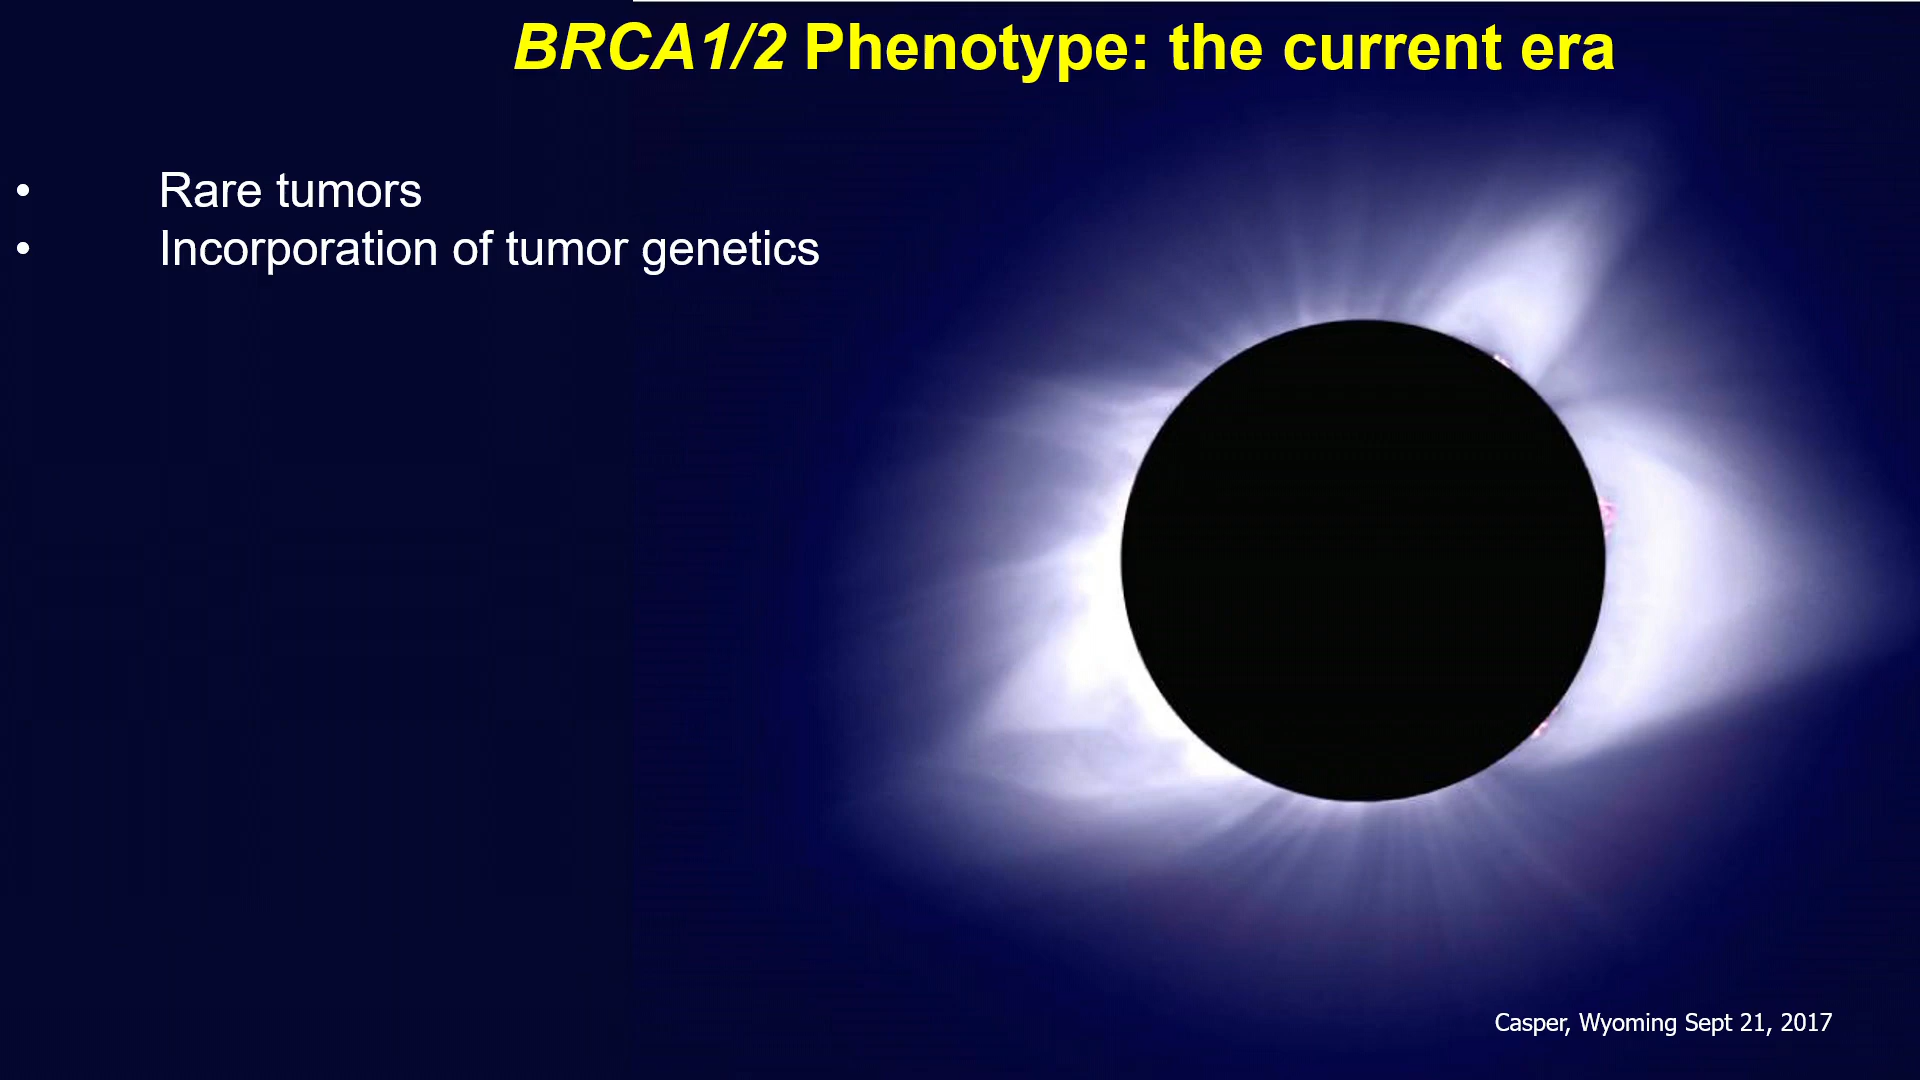 BRCA1/2 Phenotype: the current era
• Rare tumors
• Incorporation of tumor genetics
Casper, Wyoming Sept 21, 2017